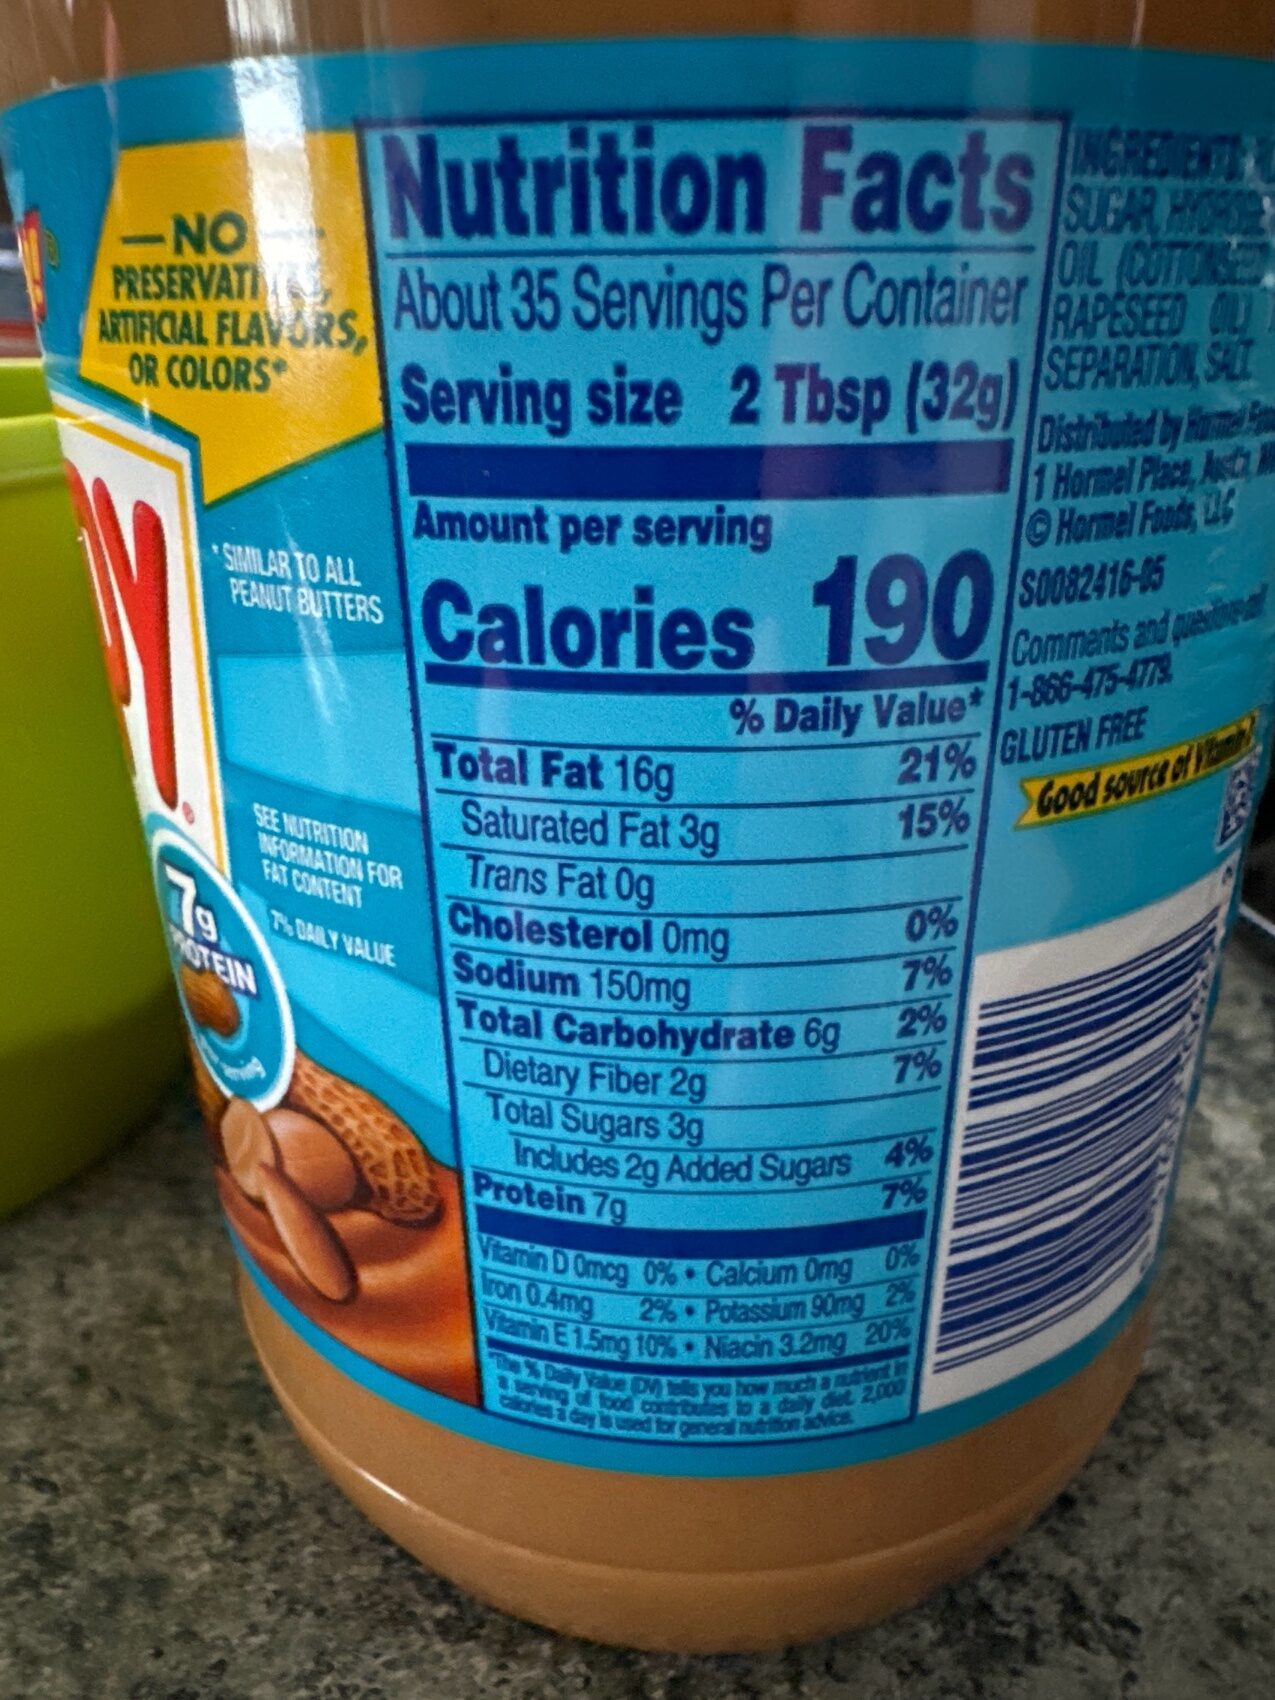 — NO —
PRESERVATIVES,
ARTIFICIAL FLAVORS,
OR COLORS*
DY®
* SIMILAR TO ALL
PEANUT BUTTERS
SEE NUTRITION
INFORMATION FOR
FAT CONTENT
7% DAILY VALUE
7g
PROTEIN
Nutrition Facts
About 35 Servings Per Container
Serving size 2 Tbsp (32g)
Amount per serving
Calories 190
% Daily Value*
Total Fat 16g 21%
Saturated Fat 3g 15%
Trans Fat 0g
Cholesterol 0mg 0%
Sodium 150mg 7%
Total Carbohydrate 6g 2%
Dietary Fiber 2g 7%
Total Sugars 3g
Includes 2g Added Sugars 4%
Protein 7g 7%
Vitamin D 0mcg 0% • Calcium 0mg 0%
Iron 0.4mg 2% • Potassium 90mg 2%
Vitamin E 1.5mg 10% • Niacin 3.2mg 20%
*The % Daily Value (DV) tells you how much a nutrient in
a serving of food contributes to a daily diet. 2,000
calories a day is used for general nutrition advice.
INGREDIENTS:
SUGAR,
OIL (COTTONSEED
RAPESEED OIL)
SEPARATION, SALT
Distributed by Hormel
1 Hormel Place, Austin,
© Hormel Foods, LLC
S0082416-05
Comments and questions call
1-866-475-4779.
GLUTEN FREE
Good source of Vitamin